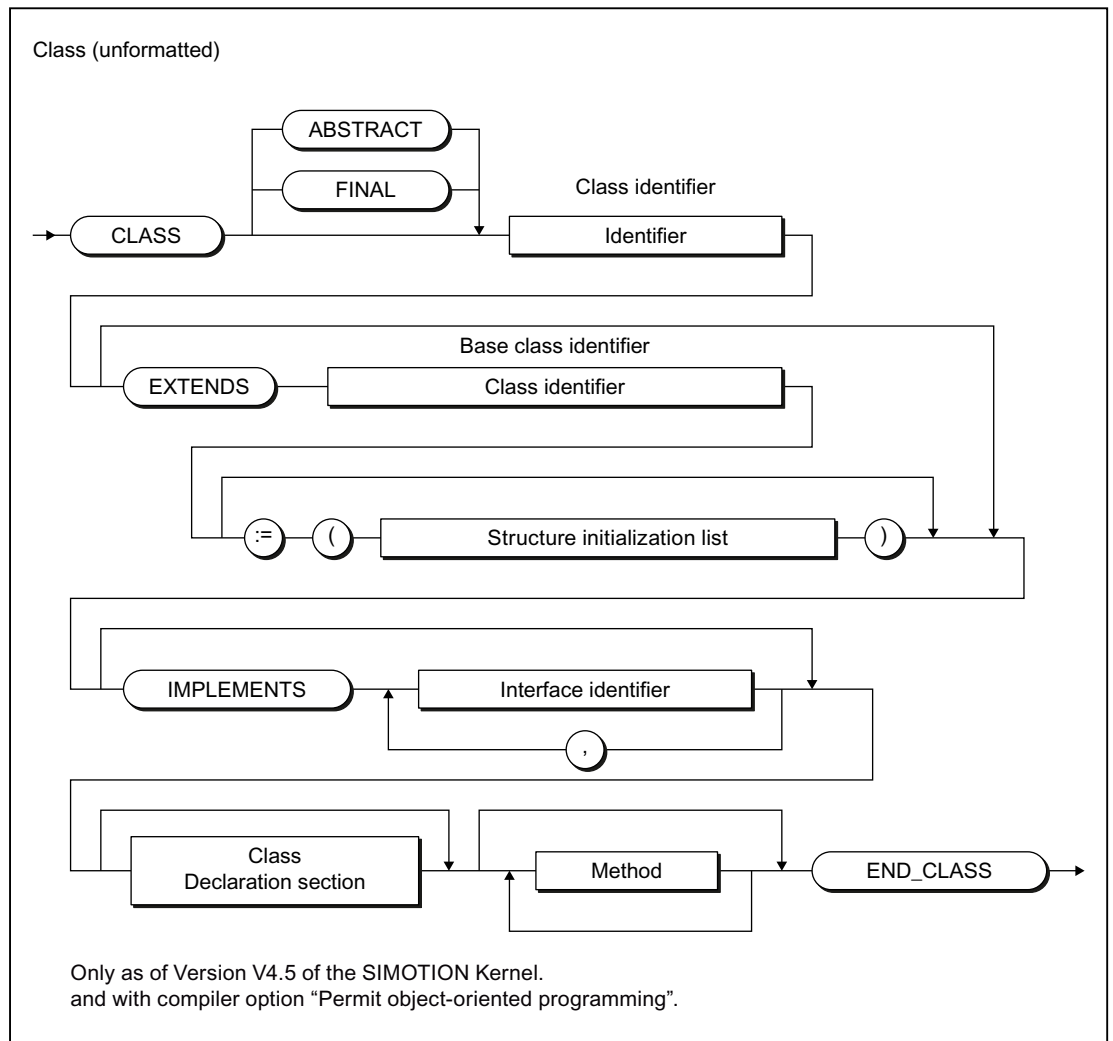 Class (unformatted)
ABSTRACT
FINAL
Class identifier
CLASS
Identifier
Base class identifier
EXTENDS
Class identifier
:=
(
Structure initialization list
)
IMPLEMENTS
Interface identifier
,
Class
Declaration section
Method
END_CLASS
Only as of Version V4.5 of the SIMOTION Kernel.
and with compiler option “Permit object-oriented programming”.